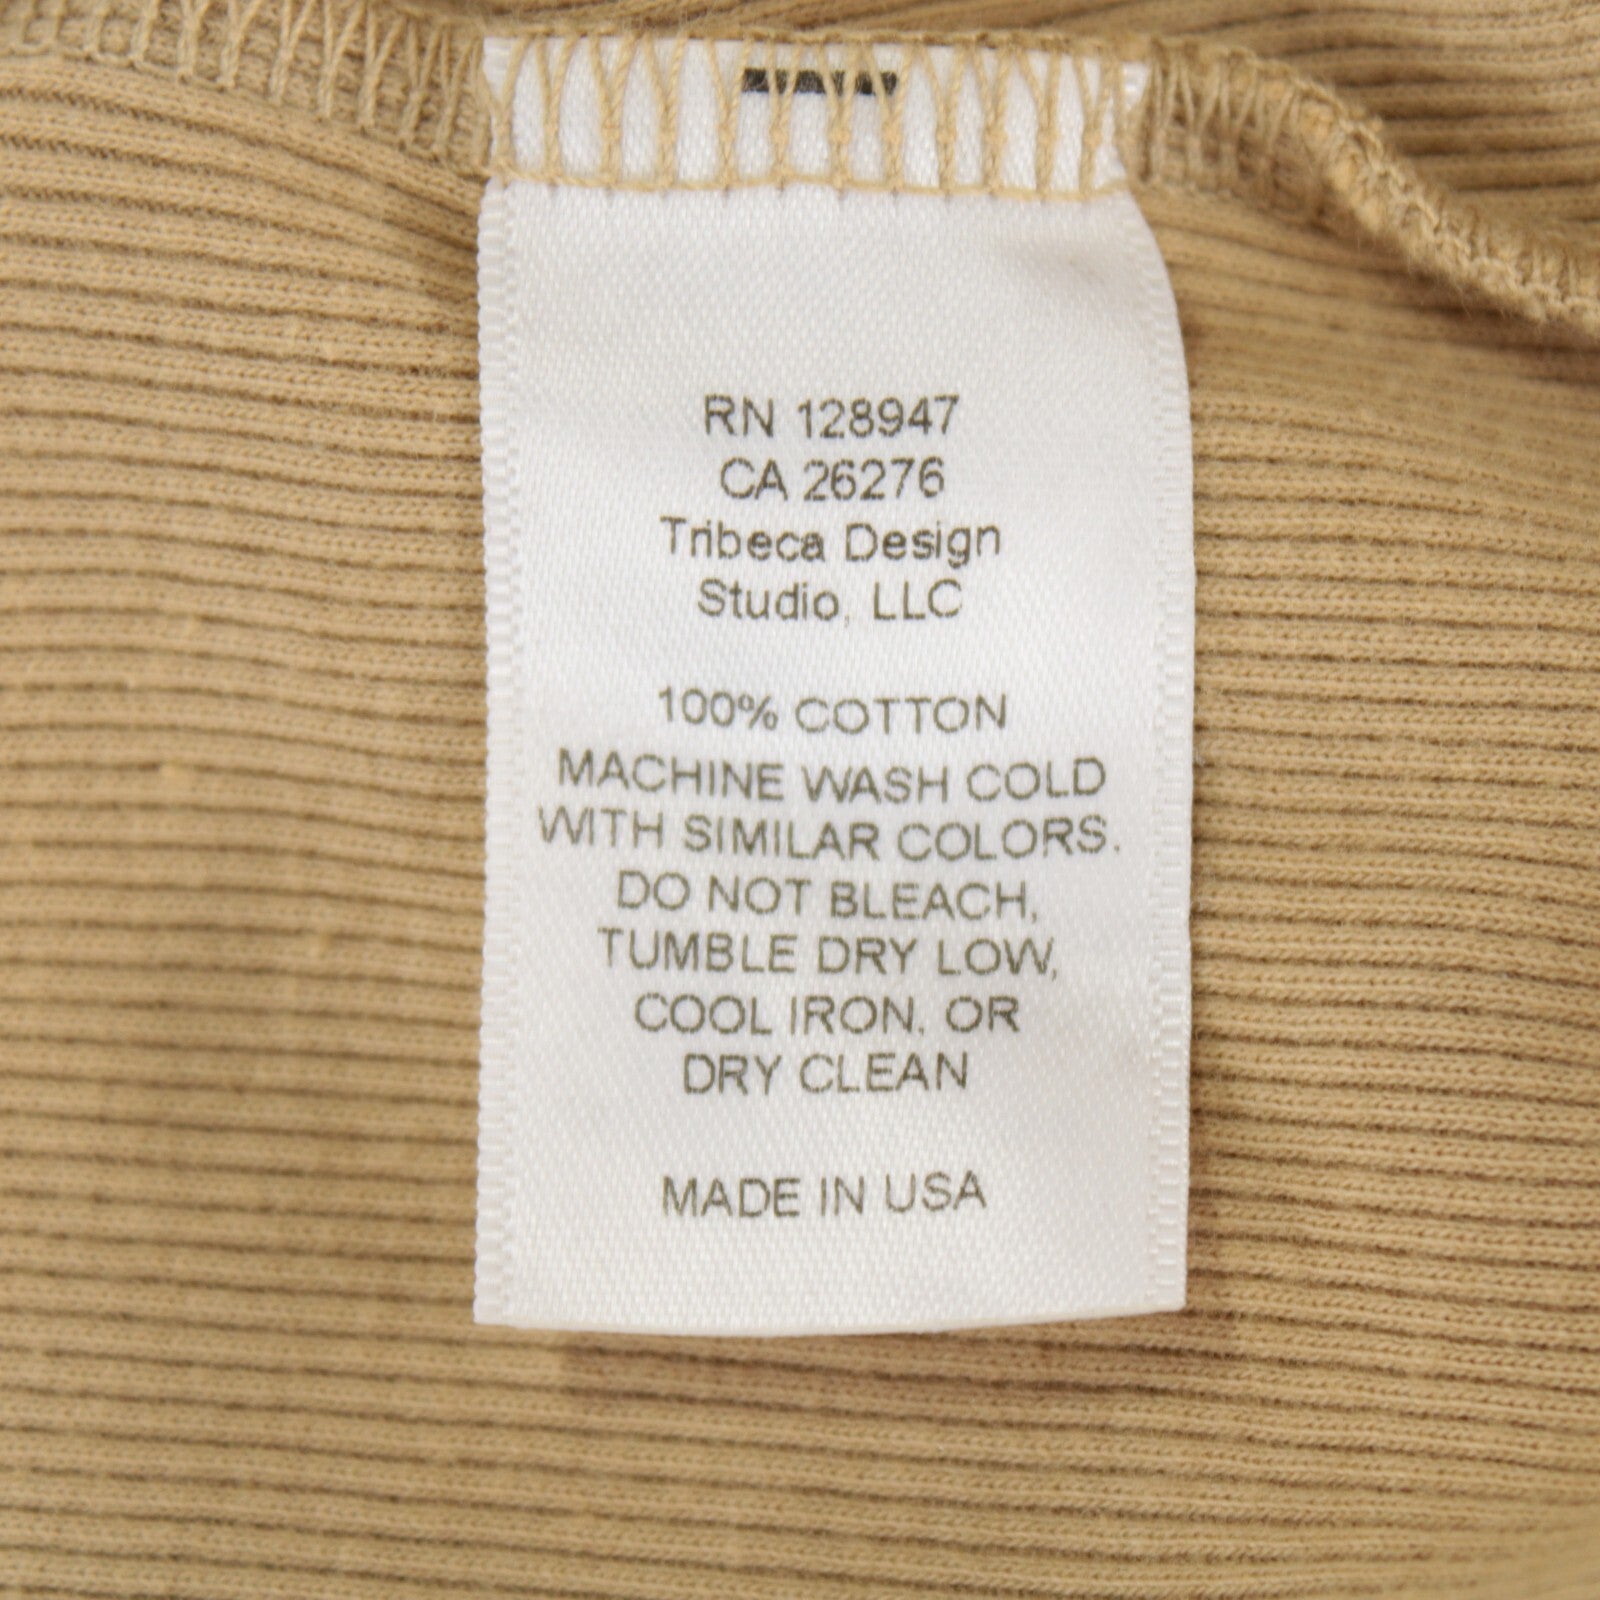 RN 128947
CA 26276
Tribeca Design
Studio, LLC
100% COTTON
MACHINE WASH COLD
WITH SIMILAR COLORS.
DO NOT BLEACH,
TUMBLE DRY LOW,
COOL IRON, OR
DRY CLEAN
MADE IN USA